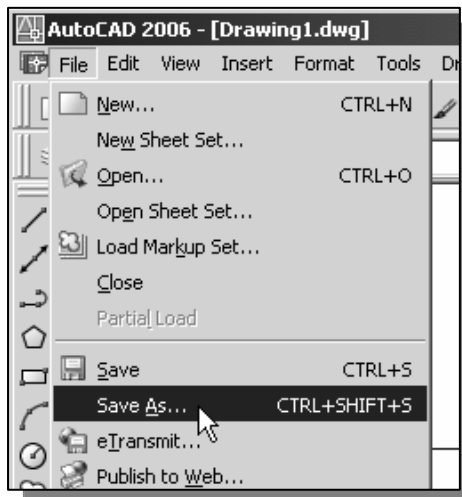 AutoCAD 2006 - [Drawing1.dwg]
File Edit View Insert Format Tools Dr
New... CTRL+N
New Sheet Set...
Open... CTRL+O
Open Sheet Set...
Load Markup Set...
Close
Partial Load
Save CTRL+S
Save As... CTRL+SHIFT+S
eTransmit...
Publish to Web...